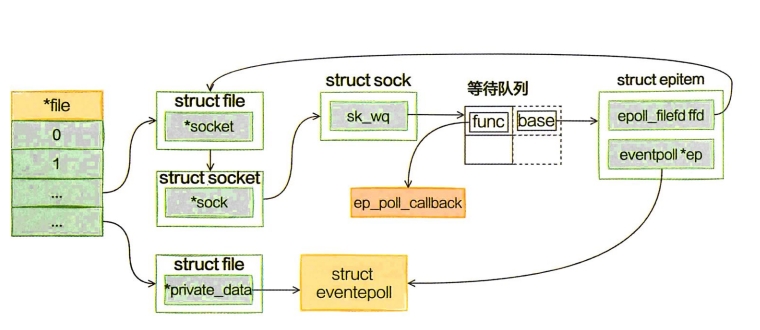 *file
0
1
...
...
struct file
*socket
struct socket
*sock
struct file
*private_data
struct sock
sk_wq
等待队列
func
base
ep_poll_callback
struct
eventepoll
struct epitem
epoll_filefd ffd
eventpoll *ep